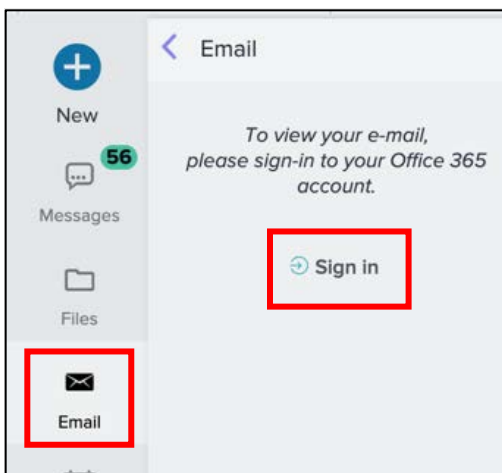 New
56
Messages
Files
Email
Email
To view your e-mail,
please sign-in to your Office 365
account.
Sign in